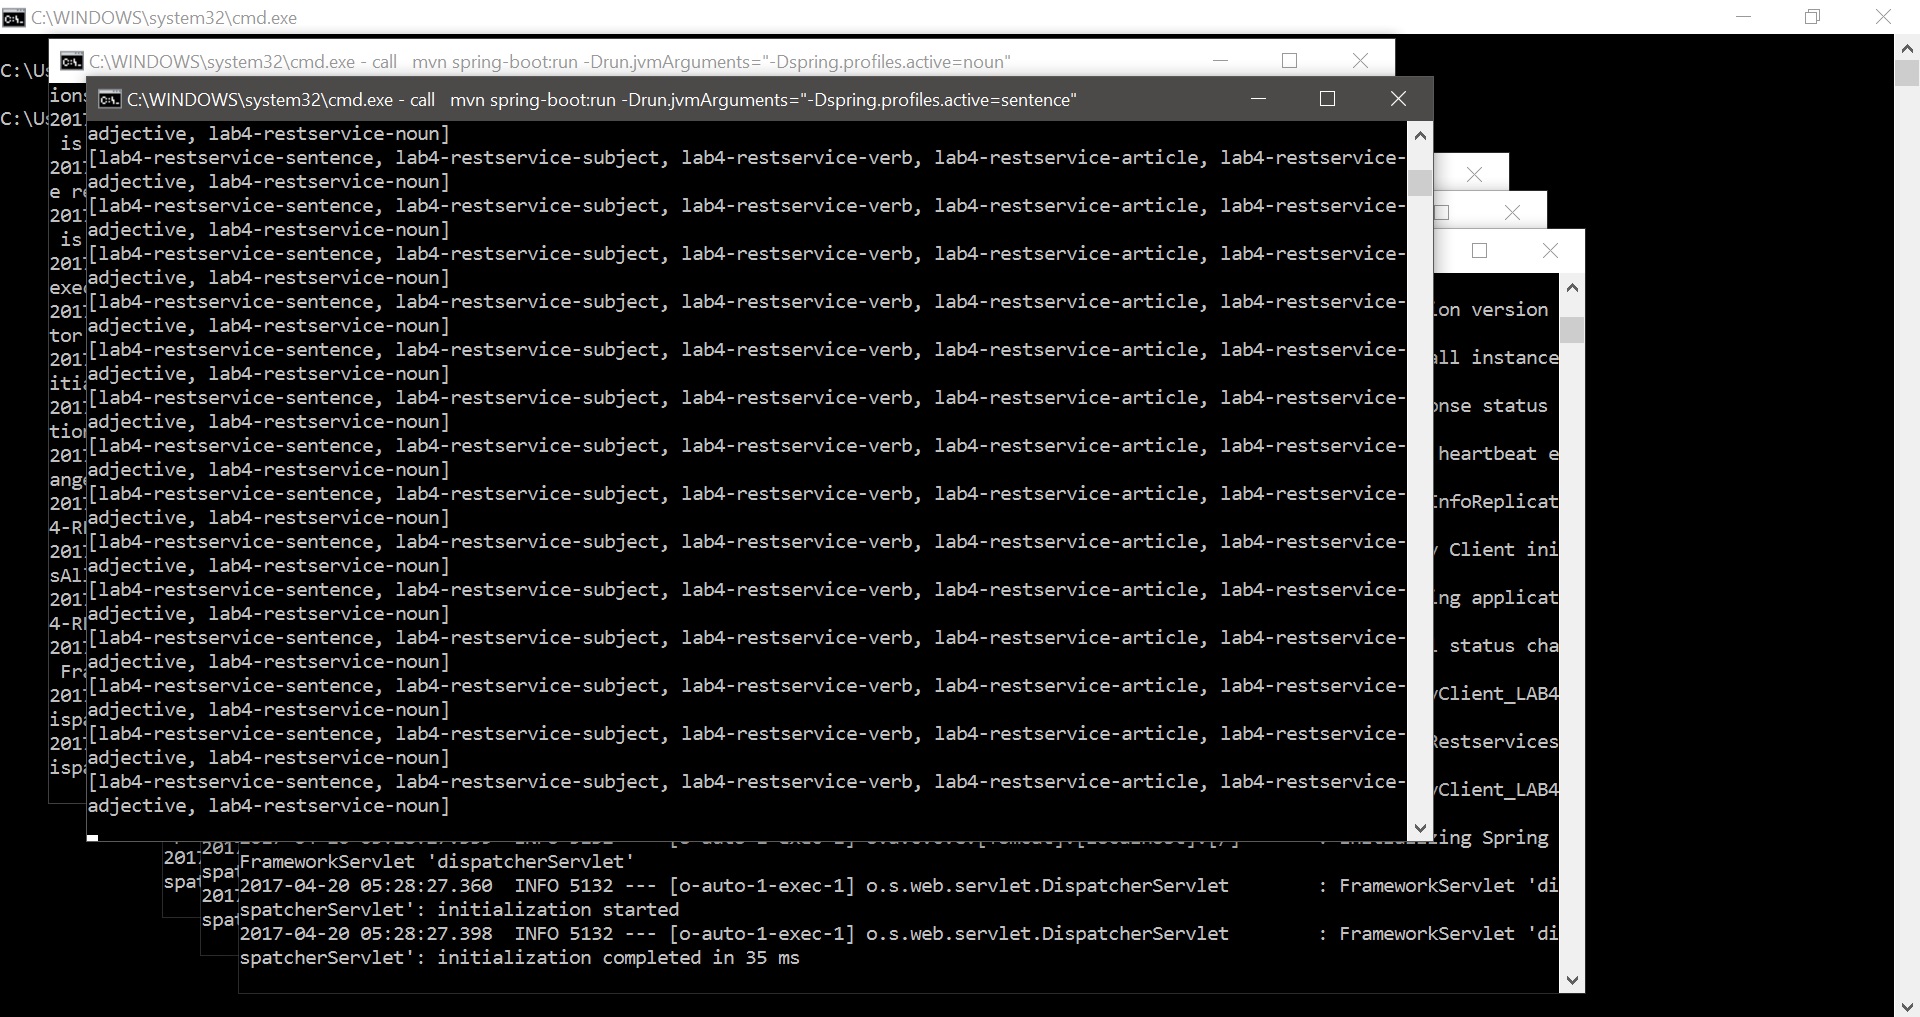 C:\WINDOWS\system32\cmd.exe
C:\WINDOWS\system32\cmd.exe - call mvn spring-boot:run -Drun.jvmArguments="-Dspring.profiles.active=noun"
C:\WINDOWS\system32\cmd.exe - call mvn spring-boot:run -Drun.jvmArguments="-Dspring.profiles.active=sentence"
adjective, lab4-restservice-noun]
[lab4-restservice-sentence, lab4-restservice-subject, lab4-restservice-verb, lab4-restservice-article, lab4-restservice-
adjective, lab4-restservice-noun]
[lab4-restservice-sentence, lab4-restservice-subject, lab4-restservice-verb, lab4-restservice-article, lab4-restservice-
adjective, lab4-restservice-noun]
[lab4-restservice-sentence, lab4-restservice-subject, lab4-restservice-verb, lab4-restservice-article, lab4-restservice-
adjective, lab4-restservice-noun]
[lab4-restservice-sentence, lab4-restservice-subject, lab4-restservice-verb, lab4-restservice-article, lab4-restservice-
adjective, lab4-restservice-noun]
[lab4-restservice-sentence, lab4-restservice-subject, lab4-restservice-verb, lab4-restservice-article, lab4-restservice-
adjective, lab4-restservice-noun]
[lab4-restservice-sentence, lab4-restservice-subject, lab4-restservice-verb, lab4-restservice-article, lab4-restservice-
adjective, lab4-restservice-noun]
[lab4-restservice-sentence, lab4-restservice-subject, lab4-restservice-verb, lab4-restservice-article, lab4-restservice-
adjective, lab4-restservice-noun]
[lab4-restservice-sentence, lab4-restservice-subject, lab4-restservice-verb, lab4-restservice-article, lab4-restservice-
adjective, lab4-restservice-noun]
[lab4-restservice-sentence, lab4-restservice-subject, lab4-restservice-verb, lab4-restservice-article, lab4-restservice-
adjective, lab4-restservice-noun]
[lab4-restservice-sentence, lab4-restservice-subject, lab4-restservice-verb, lab4-restservice-article, lab4-restservice-
adjective, lab4-restservice-noun]
[lab4-restservice-sentence, lab4-restservice-subject, lab4-restservice-verb, lab4-restservice-article, lab4-restservice-
adjective, lab4-restservice-noun]
[lab4-restservice-sentence, lab4-restservice-subject, lab4-restservice-verb, lab4-restservice-article, lab4-restservice-
adjective, lab4-restservice-noun]
[lab4-restservice-sentence, lab4-restservice-subject, lab4-restservice-verb, lab4-restservice-article, lab4-restservice-
adjective, lab4-restservice-noun]
[lab4-restservice-sentence, lab4-restservice-subject, lab4-restservice-verb, lab4-restservice-article, lab4-restservice-
adjective, lab4-restservice-noun]
version
instance
status
heartbeat e
Client ini
applicat
status cha
Spring
FrameworkServlet 'dispatcherServlet'
2017-04-20 05:28:27.360 INFO 5132 --- [o-auto-1-exec-1] o.s.web.servlet.DispatcherServlet : FrameworkServlet 'di
spatcherServlet': initialization started
2017-04-20 05:28:27.398 INFO 5132 --- [o-auto-1-exec-1] o.s.web.servlet.DispatcherServlet : FrameworkServlet 'di
spatcherServlet': initialization completed in 35 ms